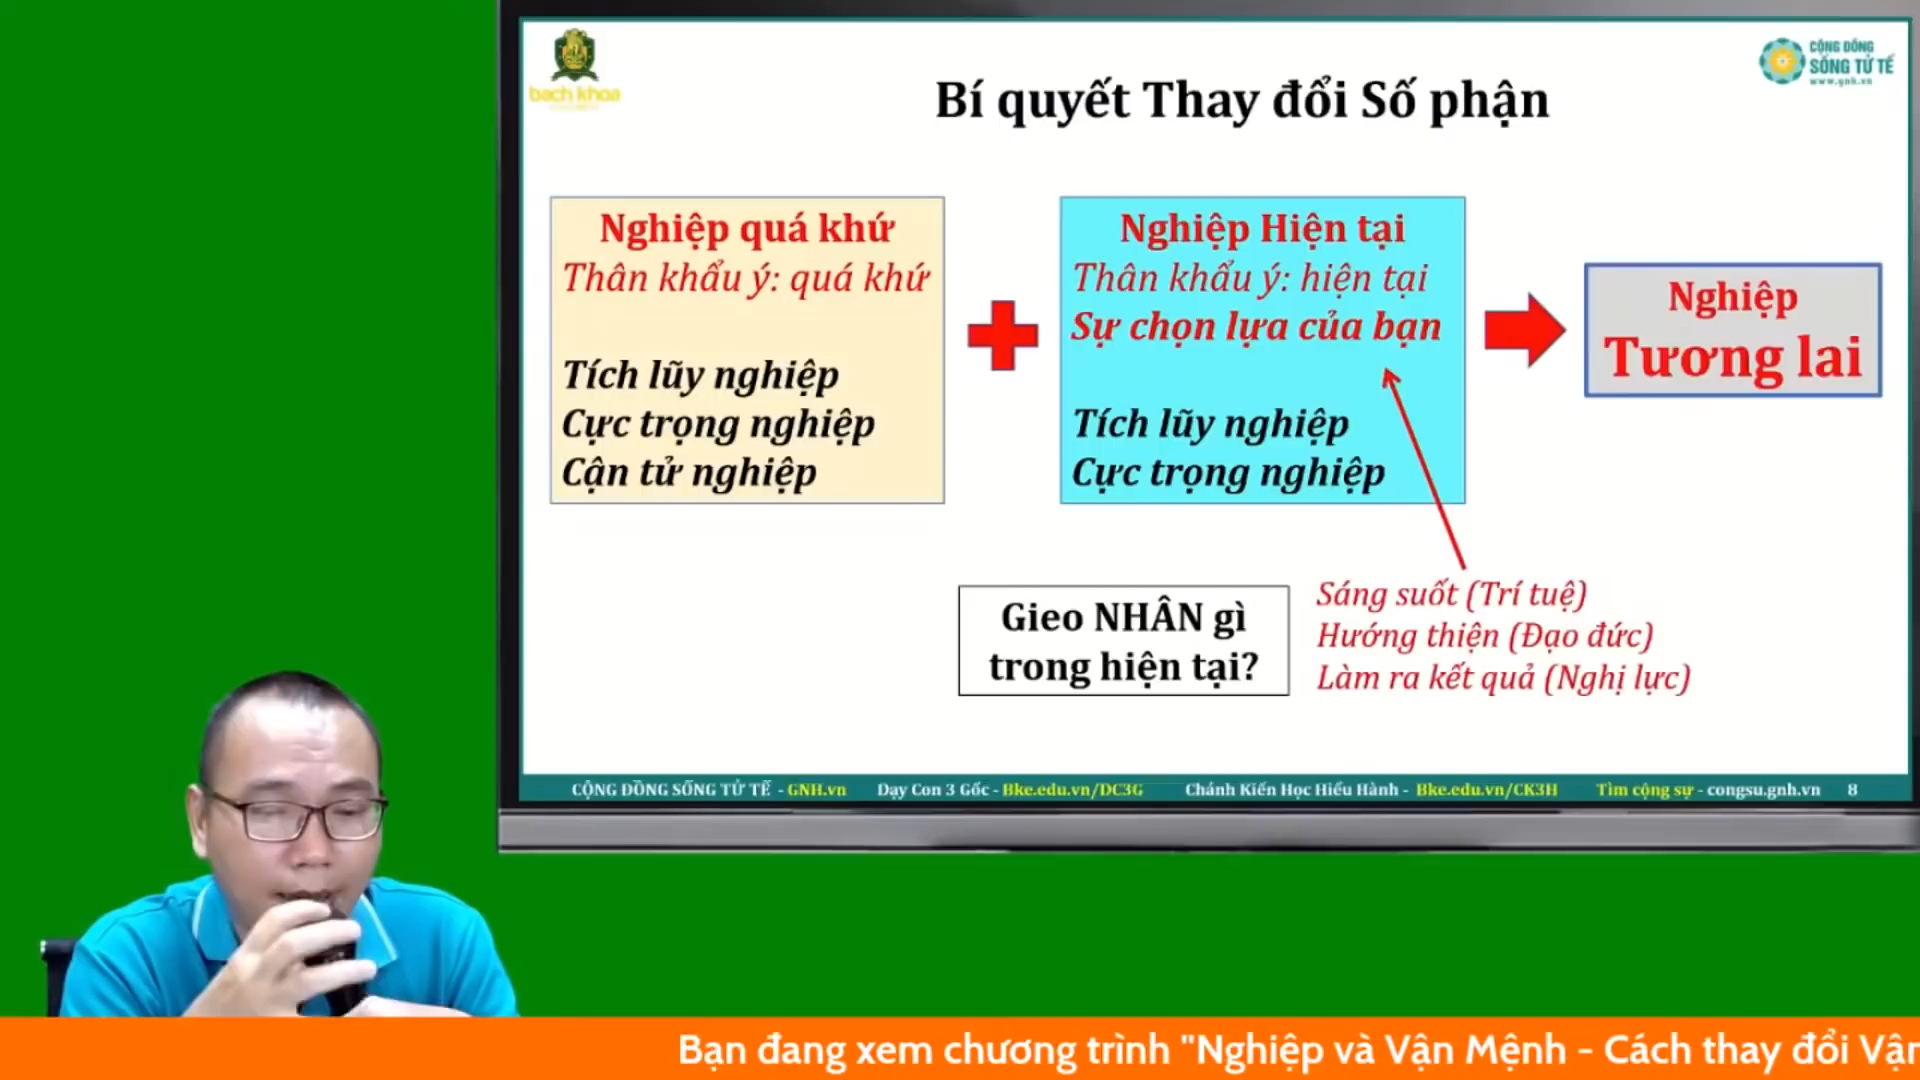 bach khoa
CỘNG ĐỒNG
SỐNG TỬ TẾ
www.gnh.vn
Bí quyết Thay đổi Số phận
Nghiệp quá khứ
Thân khẩu ý: quá khứ
Tích lũy nghiệp
Cực trọng nghiệp
Cận tử nghiệp
Nghiệp Hiện tại
Thân khẩu ý: hiện tại
Sự chọn lựa của bạn
Tích lũy nghiệp
Cực trọng nghiệp
Nghiệp
Tương lai
Gieo NHÂN gì
trong hiện tại?
Sáng suốt (Trí tuệ)
Hướng thiện (Đạo đức)
Làm ra kết quả (Nghị lực)
CỘNG ĐỒNG SỐNG TỬ TẾ - GNH.vn Dạy Con 3 Gốc - Bke.edu.vn/DC3G Chánh Kiến Học Hiểu Hành - Bke.edu.vn/CK3H Tìm cộng sự - congsu.gnh.vn 8
Bạn đang xem chương trình "Nghiệp và Vận Mệnh - Cách thay đổi Vận